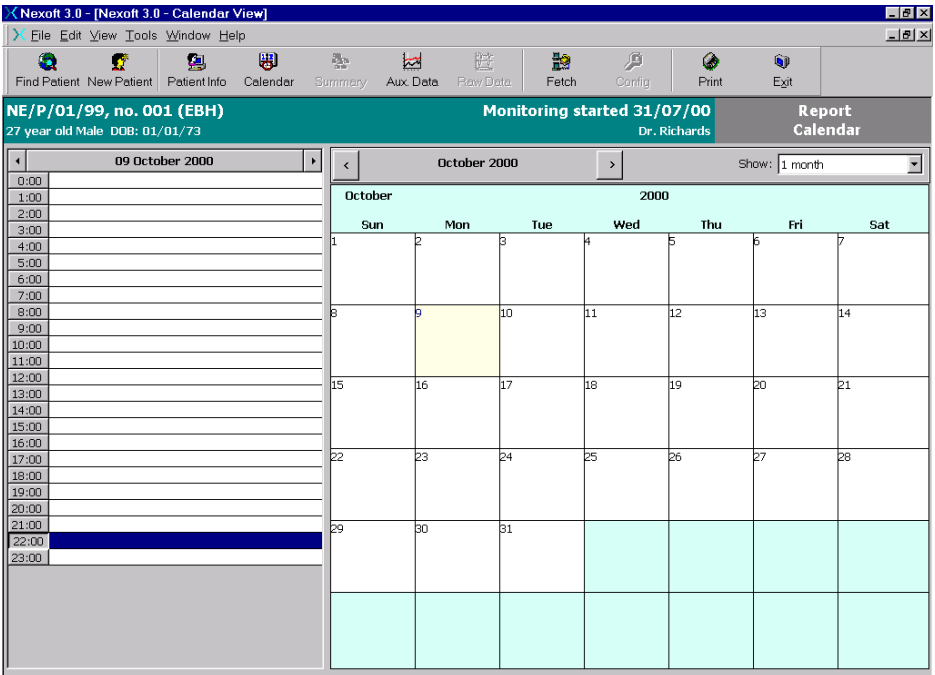 Nexoft 3.0 - [Nexoft 3.0 - Calendar View]
File Edit View Tools Window Help
Find Patient New Patient Patient Info Calendar Summary Aux. Data Raw Data Fetch Config Print Exit
NE/P/01/99, no. 001 (EBH) Monitoring started 31/07/00 Report
27 year old Male DOB: 01/01/73 Dr. Richards Calendar
09 October 2000
0:00
1:00
2:00
3:00
4:00
5:00
6:00
7:00
8:00
9:00
10:00
11:00
12:00
13:00
14:00
15:00
16:00
17:00
18:00
19:00
20:00
21:00
22:00
23:00
< October 2000 > Show: 1 month
October 2000
Sun Mon Tue Wed Thu Fri Sat
1 2 3 4 5 6 7
8 9 10 11 12 13 14
15 16 17 18 19 20 21
22 23 24 25 26 27 28
29 30 31